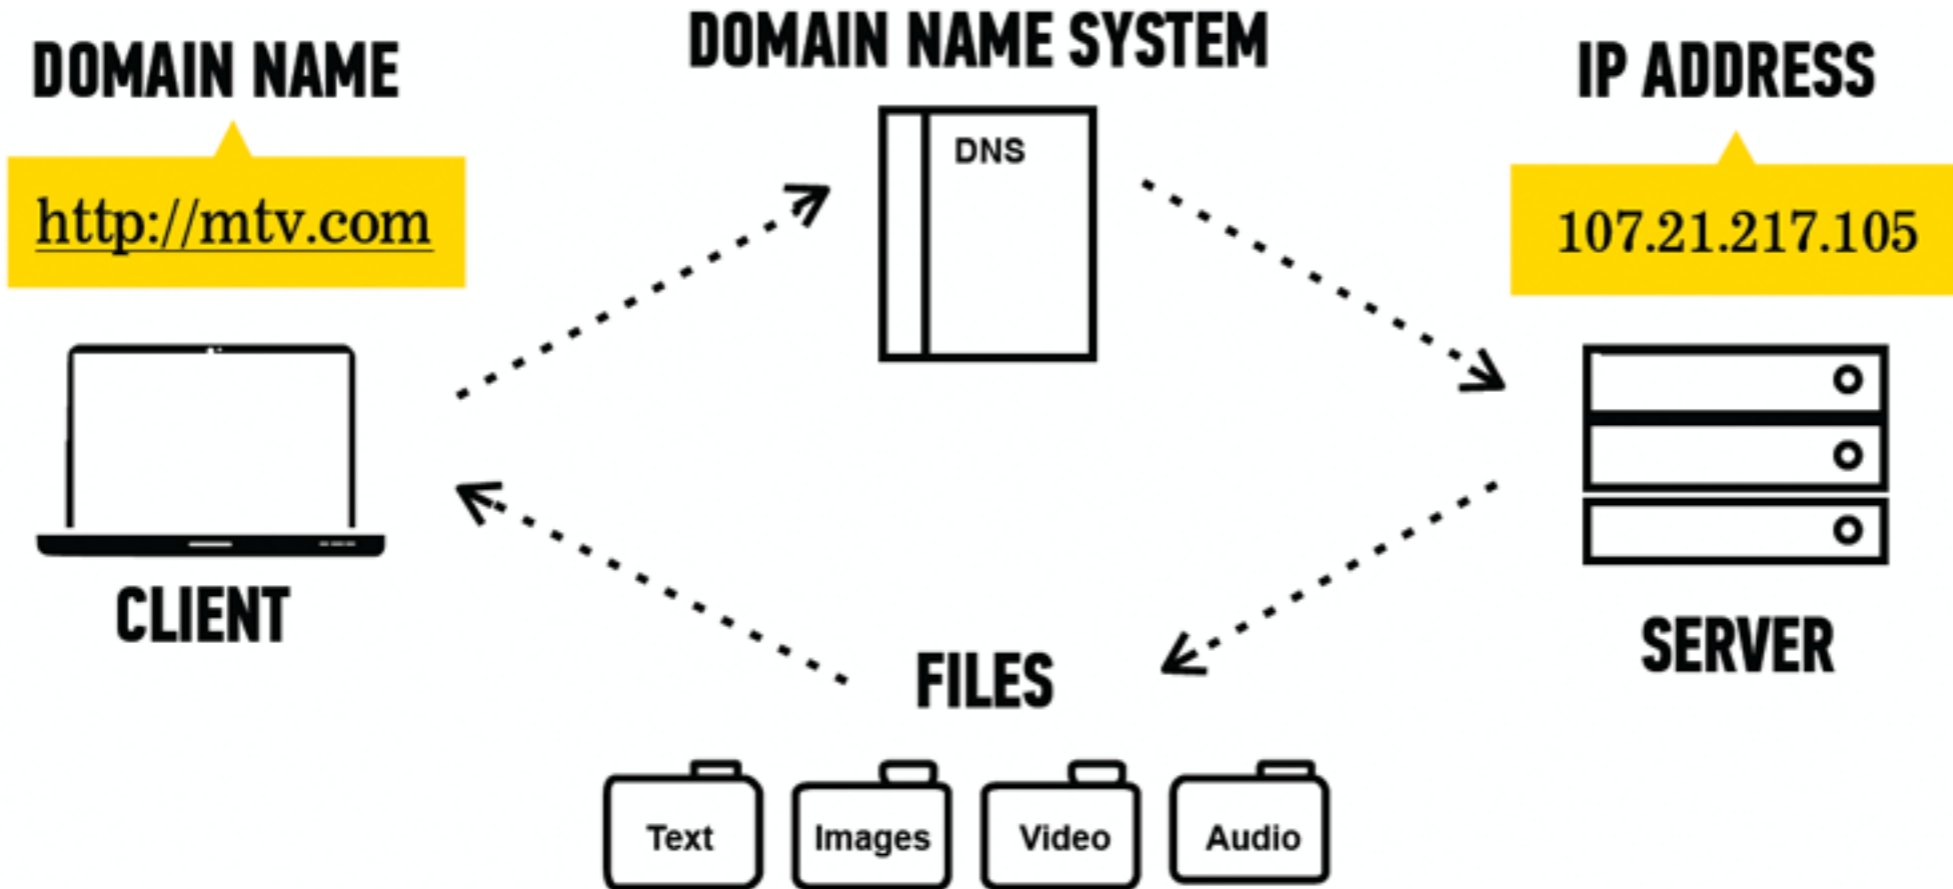 DOMAIN NAME SYSTEM
DOMAIN NAME
IP ADDRESS
DNS
http://mtv.com
107.21.217.105
CLIENT
SERVER
FILES
Text
Images
Video
Audio